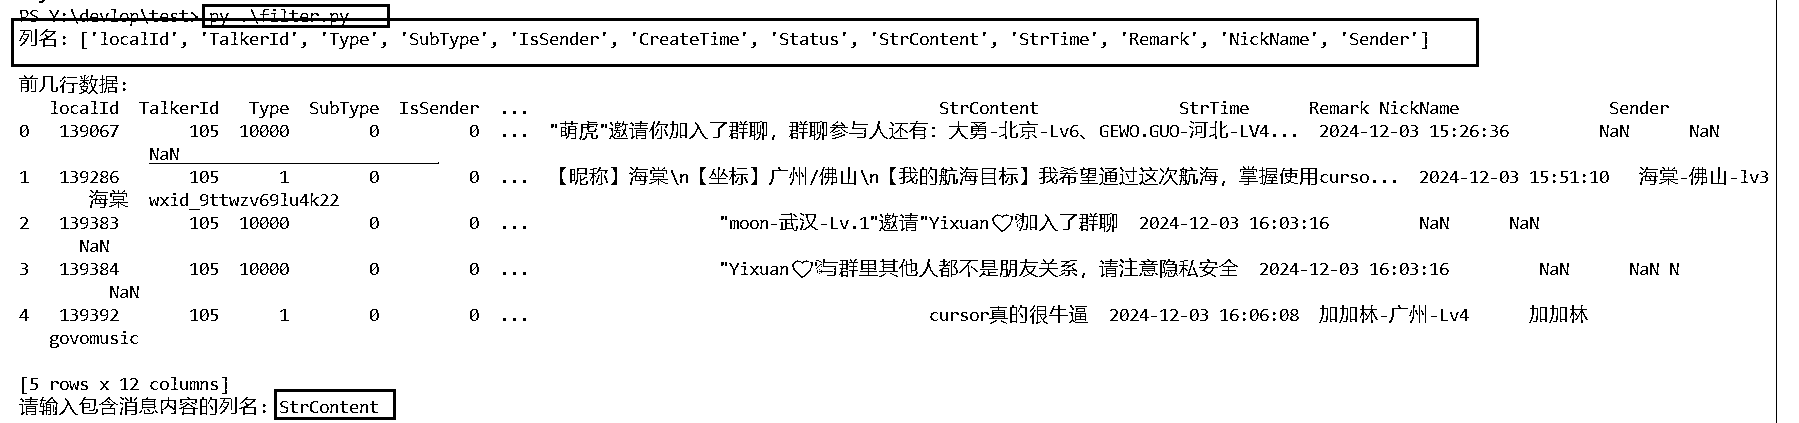 PS Y:\devlop\test> py .\filter.py
列名: ['localId', 'TalkerId', 'Type', 'SubType', 'IsSender', 'CreateTime', 'Status', 'StrContent', 'StrTime', 'Remark', 'NickName', 'Sender']
前几行数据:
localId TalkerId Type SubType IsSender ... StrContent StrTime Remark NickName Sender
0 139067 105 10000 0 0 ... "萌虎"邀请你加入了群聊，群聊参与人还有：大勇-北京-Lv6、GEWO.GUO-河北-LV4... 2024-12-03 15:26:36 NaN NaN
NaN
1 139286 105 1 0 0 ... 【昵称】海棠\n【坐标】广州/佛山\n【我的航海目标】我希望通过这次航海，掌握使用curso... 2024-12-03 15:51:10 海棠-佛山-lv3
海棠 wxid_9ttwzv69lu4k22
2 139383 105 10000 0 0 ... "moon-武汉-Lv.1"邀请"Yixuan♡加入了群聊 2024-12-03 16:03:16 NaN NaN
NaN
3 139384 105 10000 0 0 ... "Yixuan♡与群里其他人都不是朋友关系，请注意隐私安全 2024-12-03 16:03:16 NaN NaN N
NaN
4 139392 105 1 0 0 ... cursor真的很牛逼 2024-12-03 16:06:08 加加林-广州-Lv4 加加林
govomusic
[5 rows x 12 columns]
请输入包含消息内容的列名: StrContent